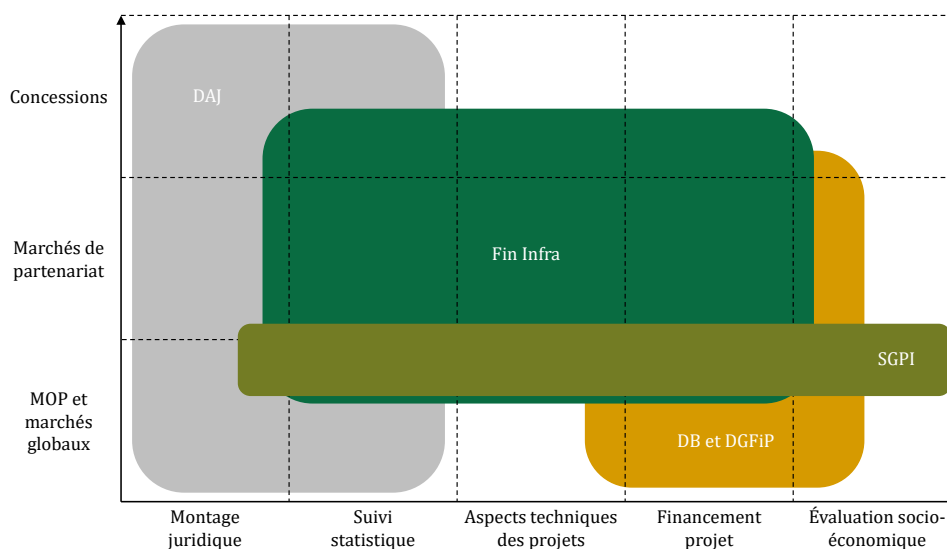 Concessions
DAJ
Marchés de
partenariat
Fin Infra
SGPI
MOP et
marchés
globaux
DB et DGFiP
Montage
juridique
Suivi
statistique
Aspects techniques
des projets
Financement
projet
Évaluation socio-
économique